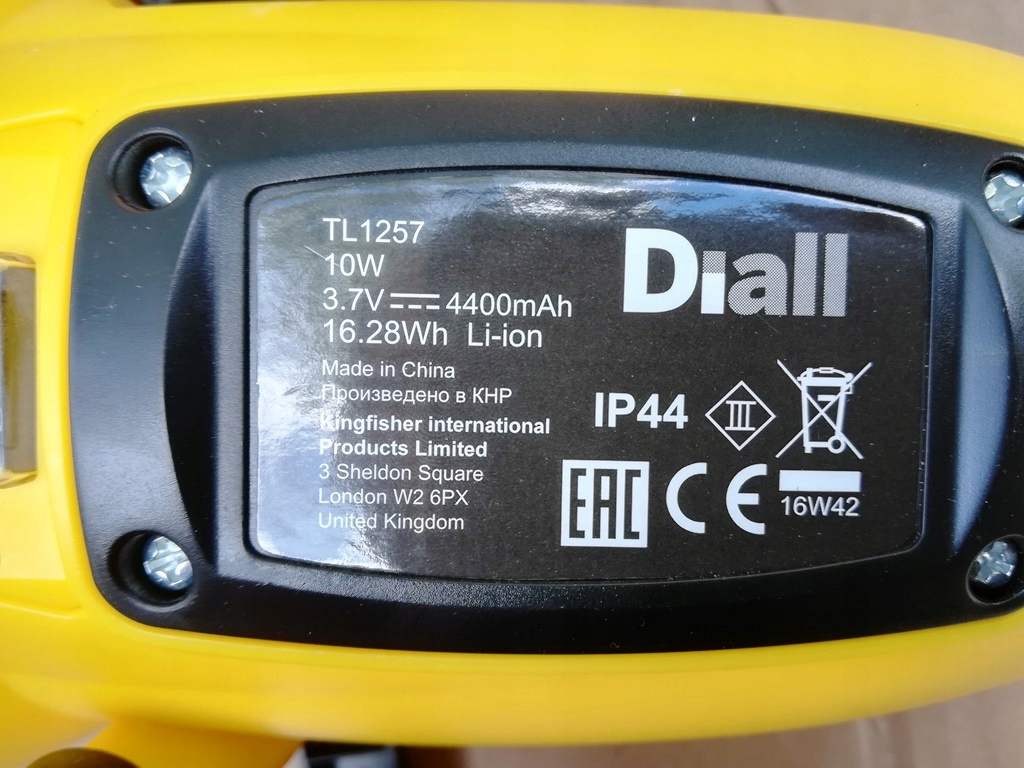 TL1257
10W
3.7V 4400mAh
16.28Wh Li-ion
Made in China
Произведено в КНР
Kingfisher international
Products Limited
3 Sheldon Square
London W2 6PX
United Kingdom
Diall
IP44
III
EAC
CE
16W42